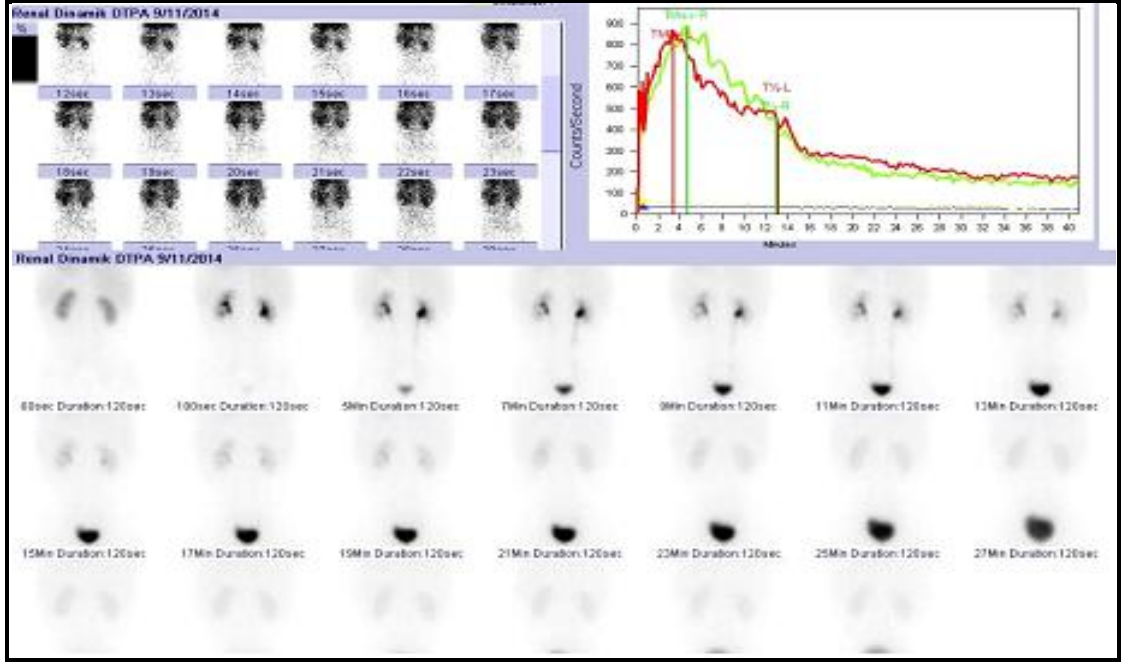 Renal Dinamik DTPA 9/11/2014
%
12sec 13sec 14sec 15sec 16sec 17sec
18sec 19sec 20sec 21sec 22sec 23sec
900
800
700
600
500
400
300
200
100
0
Counts/Second
T½-L
0 2 4 6 8 10 12 14 16 18 20 22 24 26 28 30 32 34 36 38 40
Minutes
Renal Dinamik DTPA 9/11/2014
60sec Duration:120sec 180sec Duration:120sec 5Min Duration:120sec 7Min Duration:120sec 9Min Duration:120sec 11Min Duration:120sec 13Min Duration:120sec
15Min Duration:120sec 17Min Duration:120sec 19Min Duration:120sec 21Min Duration:120sec 23Min Duration:120sec 25Min Duration:120sec 27Min Duration:120sec